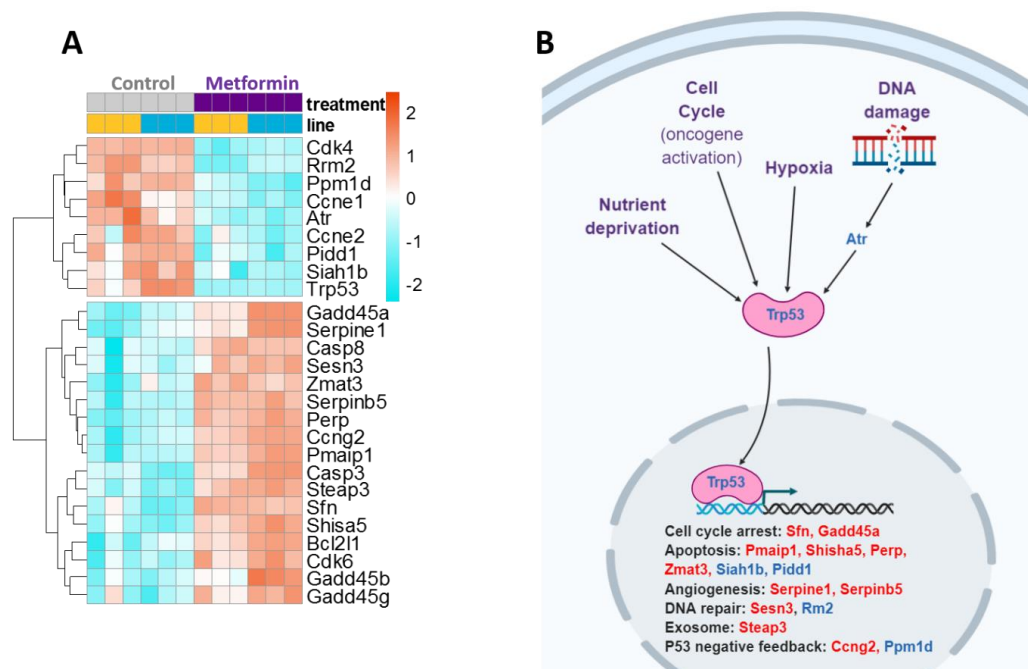 A
Control Metformin
treatment
line
2
1
0
-1
-2
Cdk4
Rrm2
Ppm1d
Ccne1
Atr
Ccne2
Pidd1
Siah1b
Trp53
Gadd45a
Serpine1
Casp8
Sesn3
Zmat3
Serpinb5
Perp
Ccng2
Pmaip1
Casp3
Steap3
Sfn
Shisa5
Bcl2l1
Cdk6
Gadd45b
Gadd45g
B
Cell
Cycle
(oncogene
activation)
DNA
damage
Hypoxia
Nutrient
deprivation
Atr
Trp53
Trp53
Cell cycle arrest: Sfn, Gadd45a
Apoptosis: Pmaip1, Shisha5, Perp,
Zmat3, Siah1b, Pidd1
Angiogenesis: Serpine1, Serpinb5
DNA repair: Sesn3, Rm2
Exosome: Steap3
P53 negative feedback: Ccng2, Ppm1d